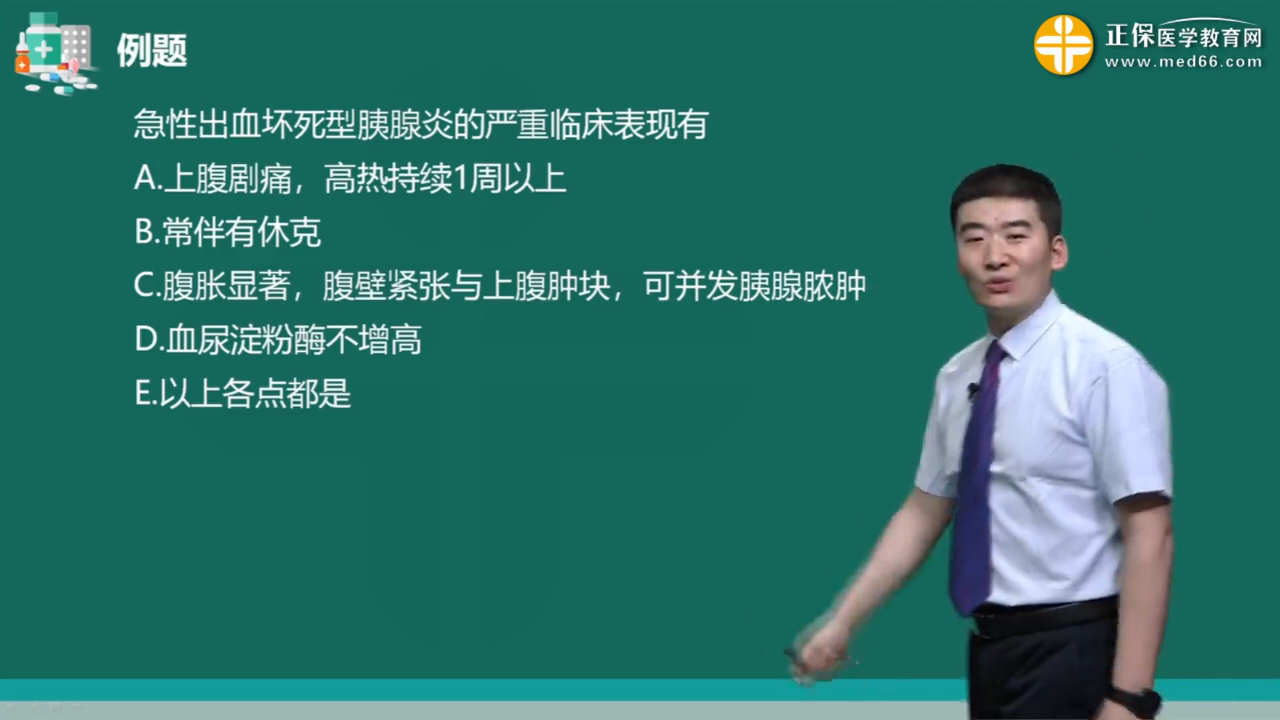 例题
正保医学教育网
www.med66.com
急性出血坏死型胰腺炎的严重临床表现有
A.上腹剧痛，高热持续1周以上
B.常伴有休克
C.腹胀显著，腹壁紧张与上腹肿块，可并发胰腺脓肿
D.血尿淀粉酶不增高
E.以上各点都是